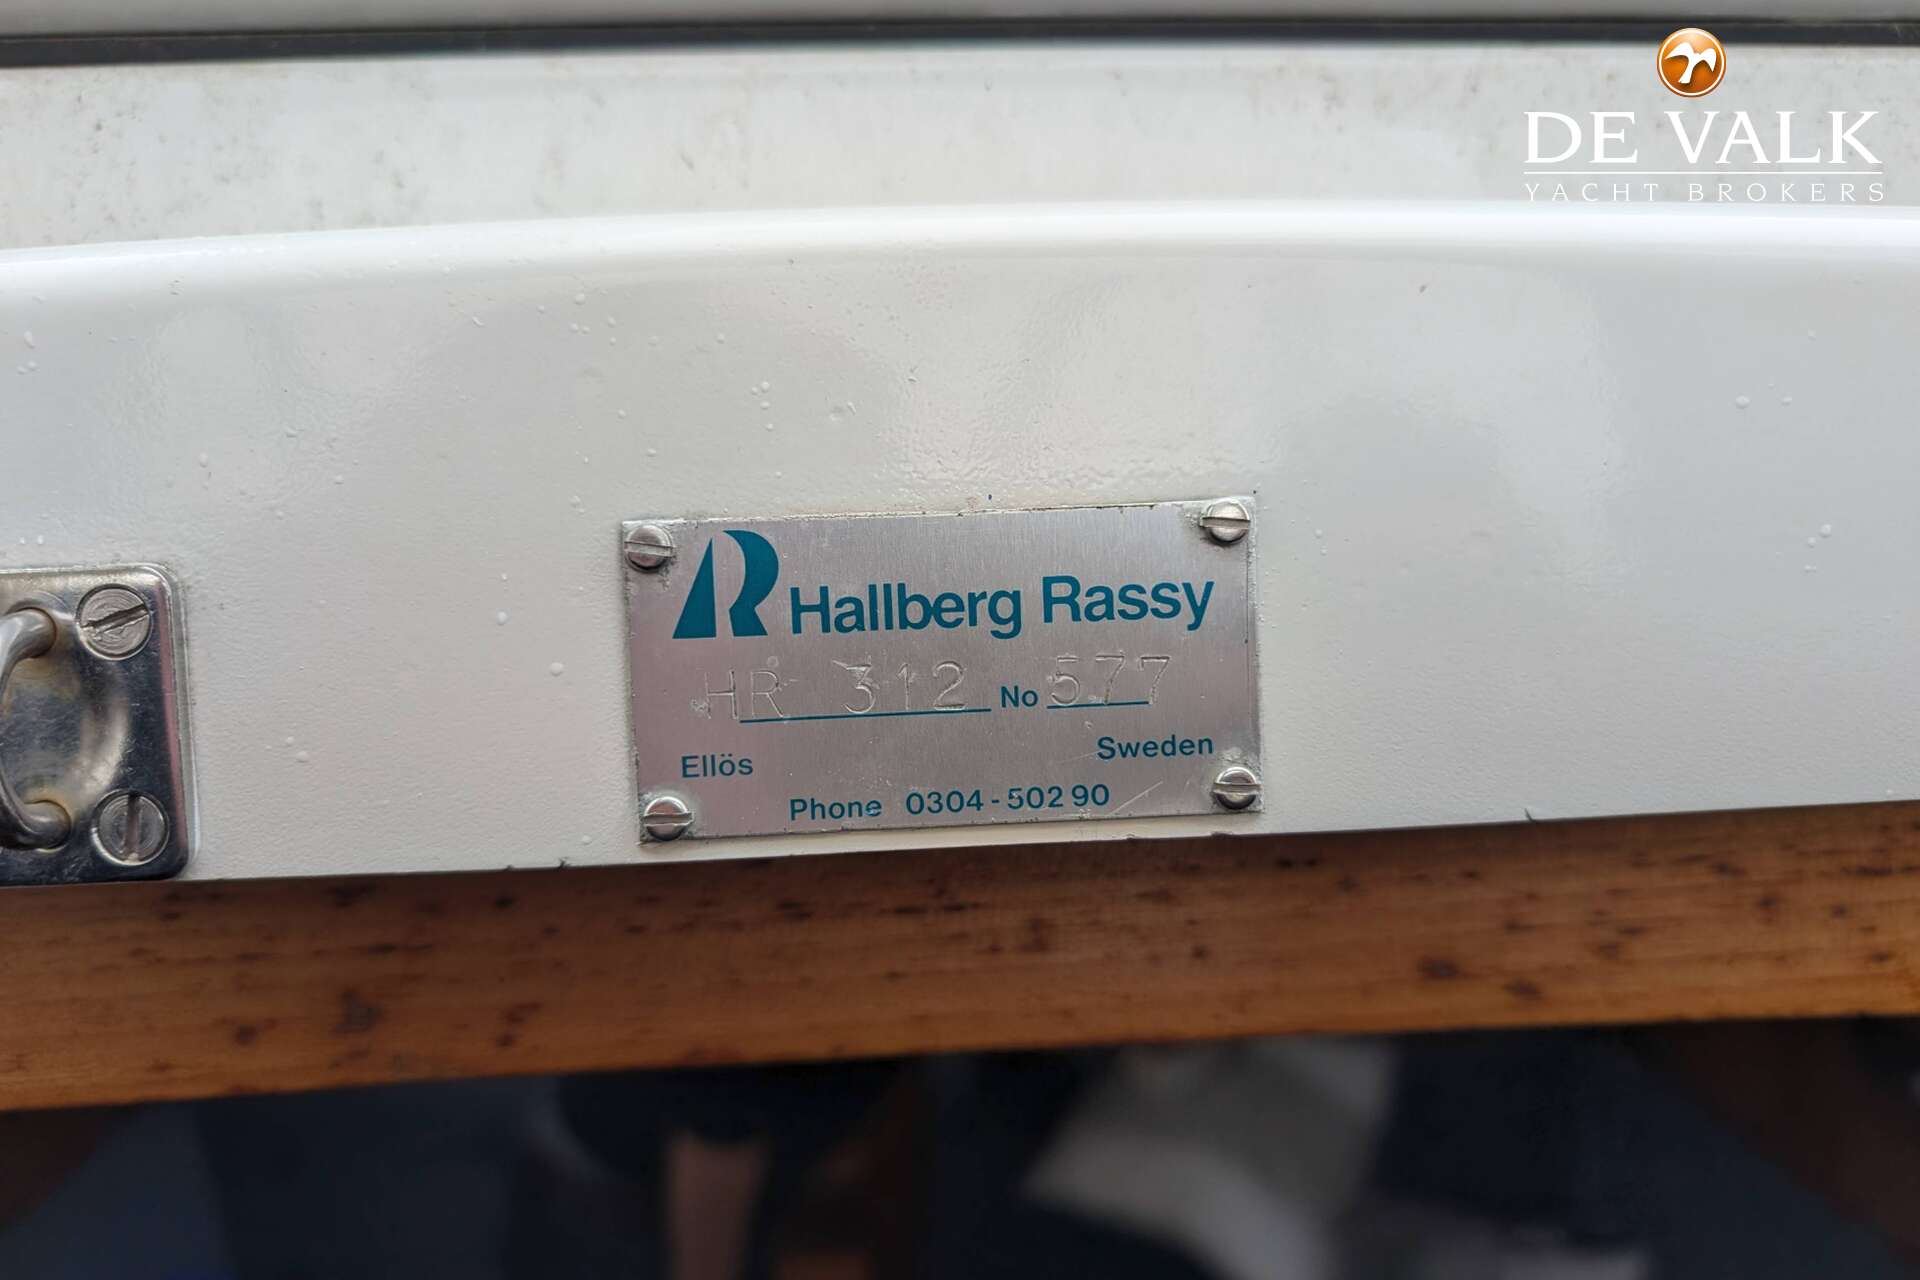 DE VALK
YACHT BROKERS
Hallberg Rassy
HR 312 No 577
Ellös Sweden
Phone 0304-502 90